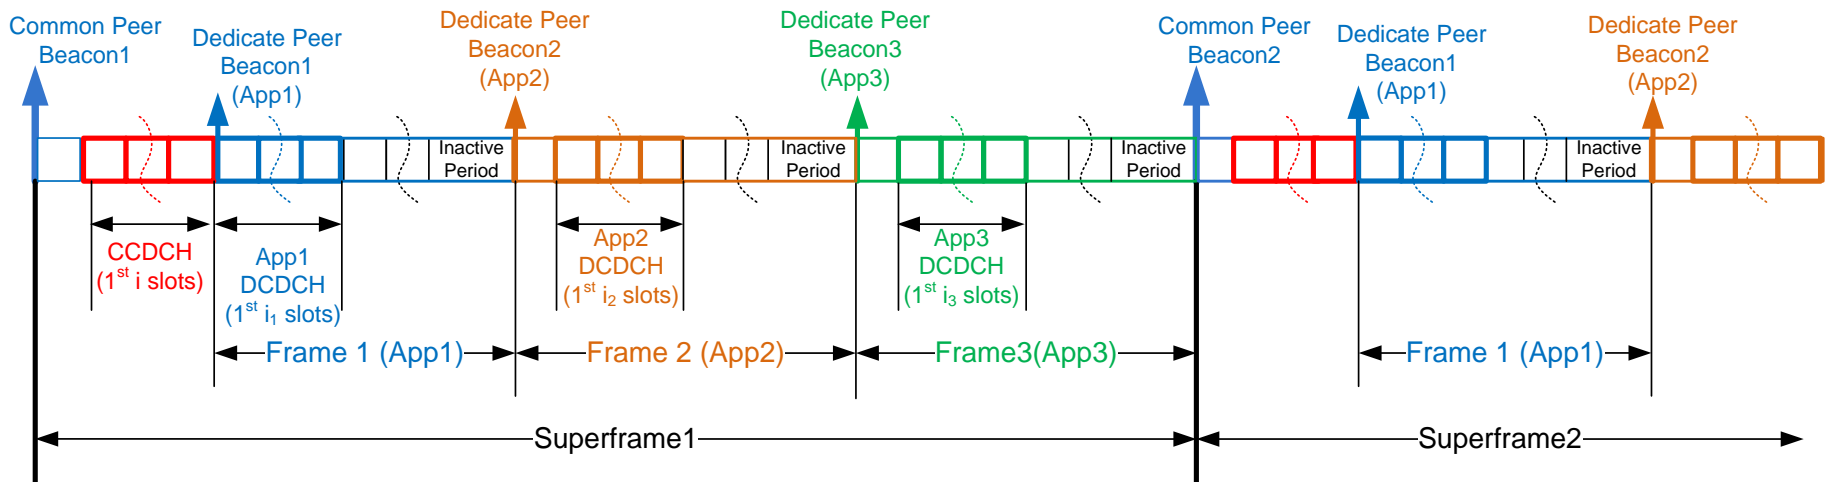 Common Peer
Beacon1
Dedicate Peer
Beacon1
(App1)
Dedicate Peer
Beacon2
(App2)
Dedicate Peer
Beacon3
(App3)
Common Peer
Beacon2
Dedicate Peer
Beacon1
(App1)
Dedicate Peer
Beacon2
(App2)
Inactive
Period
Inactive
Period
Inactive
Period
Inactive
Period
CCDCH
(1st i slots)
App1
DCDCH
(1st i1 slots)
App2
DCDCH
(1st i2 slots)
App3
DCDCH
(1st i3 slots)
Frame 1 (App1)
Frame 2 (App2)
Frame3(App3)
Frame 1 (App1)
Superframe1
Superframe2